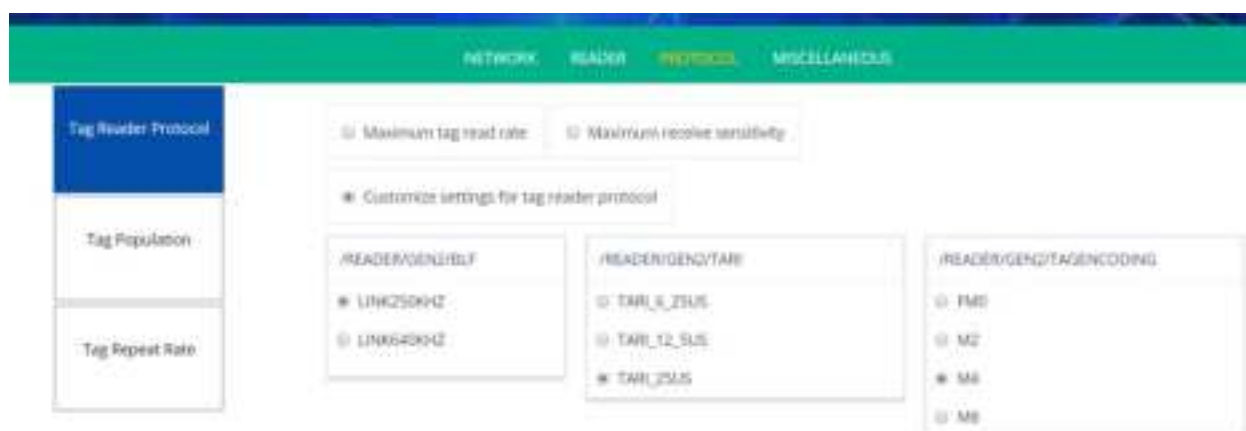 NETWORK READER PROTOCOL MISCELLANEOUS
Tag Reader Protocol
Maximum tag read rate
Maximum receive sensitivity
Customize settings for tag reader protocol
Tag Population
/READER/GEN2/BLF
LINK250KHZ
LINK640KHZ
/READER/GEN2/TARI
TARI_6_25US
TARI_12_5US
TARI_25US
/READER/GEN2/TAGENCODING
FM0
M2
M4
M8
Tag Repeat Rate